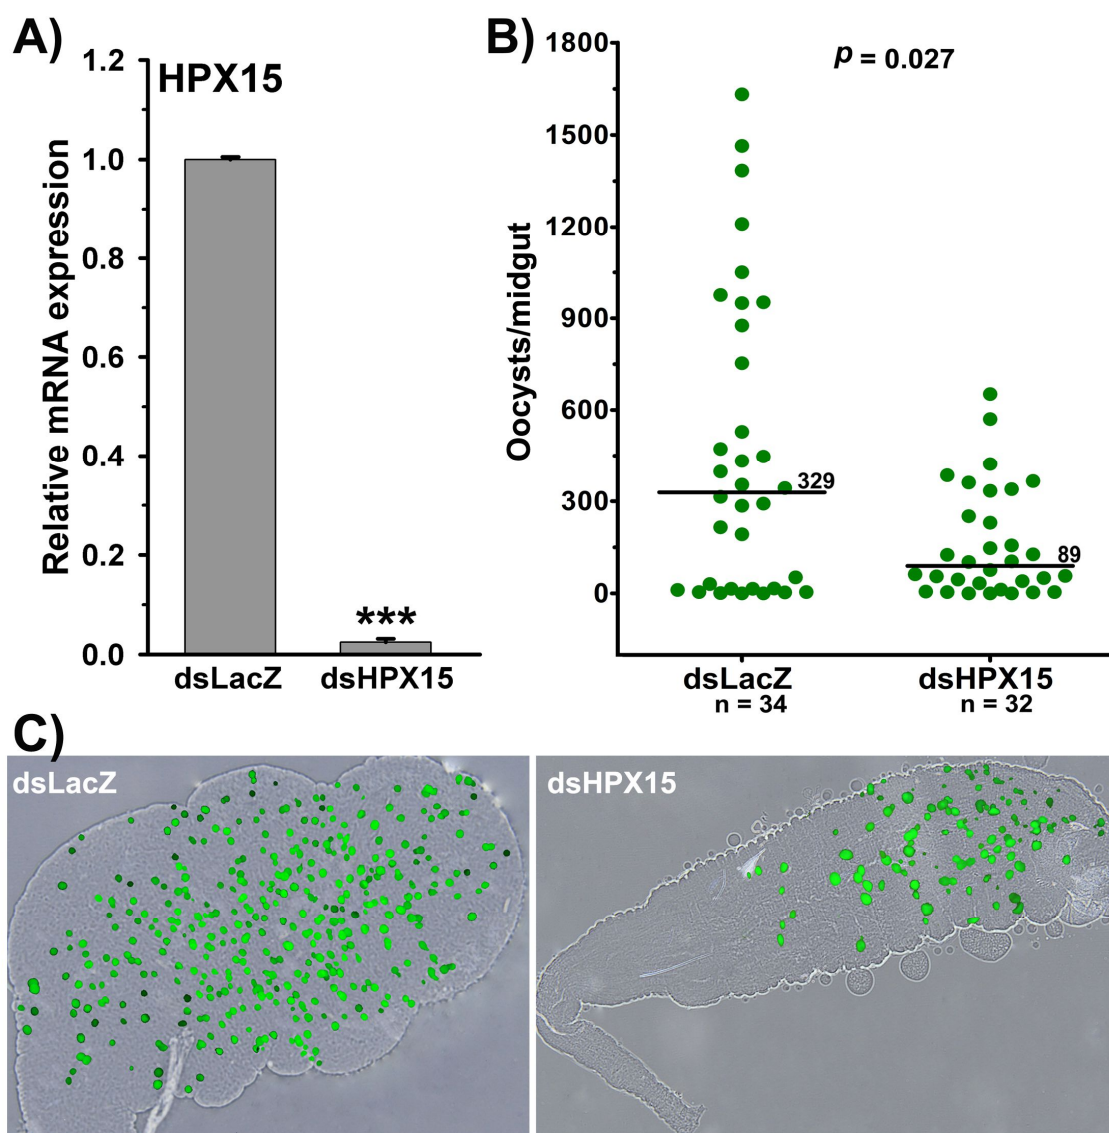 A)
HPX15
Relative mRNA expression
1.2
1.0
0.8
0.6
0.4
0.2
0.0
***
dsLacZ dsHPX15
B)
p = 0.027
Oocysts/midgut
1800
1500
1200
900
600
300
0
329
89
dsLacZ dsHPX15
n = 34 n = 32
C)
dsLacZ
dsHPX15